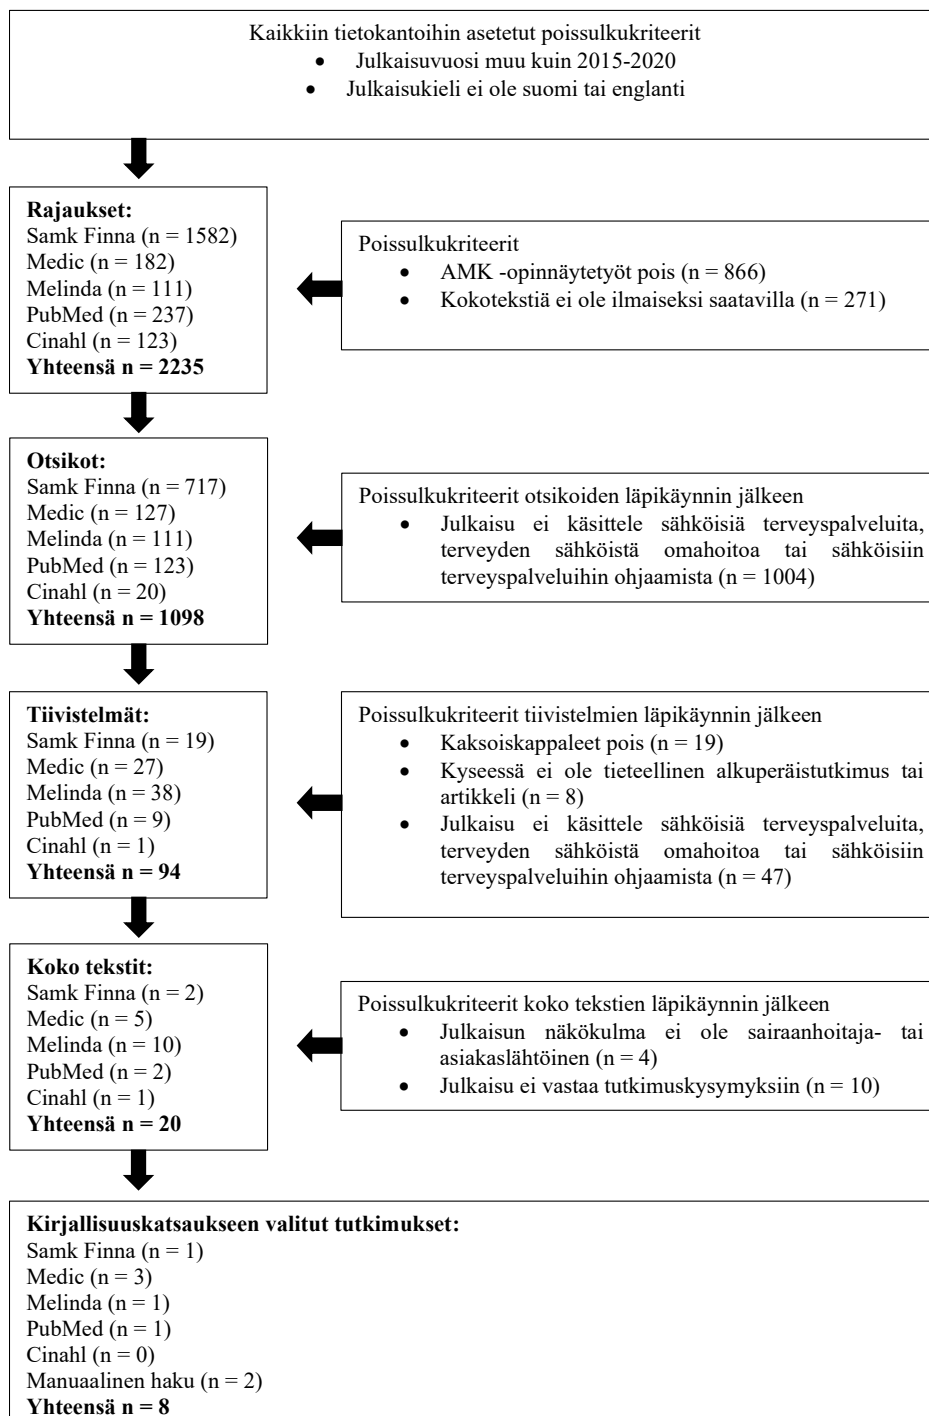 Kaikkiin tietokantoihin asetetut poissulkukriteerit
• Julkaisuvuosi muu kuin 2015-2020
• Julkaisukieli ei ole suomi tai englanti
Rajaukset:
Samk Finna (n = 1582)
Medic (n = 182)
Melinda (n = 111)
PubMed (n = 237)
Cinahl (n = 123)
Yhteensä n = 2235
Poissulkukriteerit
• AMK -opinnäytetyöt pois (n = 866)
• Kokotekstiä ei ole ilmaiseksi saatavilla (n = 271)
Otsikot:
Samk Finna (n = 717)
Medic (n = 127)
Melinda (n = 111)
PubMed (n = 123)
Cinahl (n = 20)
Yhteensä n = 1098
Poissulkukriteerit otsikoiden läpikäynnin jälkeen
• Julkaisu ei käsittele sähköisiä terveyspalveluita,
terveyden sähköistä omahoitoa tai sähköisiin
terveyspalveluihin ohjaamista (n = 1004)
Tiivistelmät:
Samk Finna (n = 19)
Medic (n = 27)
Melinda (n = 38)
PubMed (n = 9)
Cinahl (n = 1)
Yhteensä n = 94
Poissulkukriteerit tiivistelmien läpikäynnin jälkeen
• Kaksoiskappaleet pois (n = 19)
• Kyseessä ei ole tieteellinen alkuperäistutkimus tai
artikkeli (n = 8)
• Julkaisu ei käsittele sähköisiä terveyspalveluita,
terveyden sähköistä omahoitoa tai sähköisiin
terveyspalveluihin ohjaamista (n = 47)
Koko tekstit:
Samk Finna (n = 2)
Medic (n = 5)
Melinda (n = 10)
PubMed (n = 2)
Cinahl (n = 1)
Yhteensä n = 20
Poissulkukriteerit koko tekstien läpikäynnin jälkeen
• Julkaisun näkökulma ei ole sairaanhoitaja- tai
asiakaslähtöinen (n = 4)
• Julkaisu ei vastaa tutkimuskysymyksiin (n = 10)
Kirjallisuuskatsaukseen valitut tutkimukset:
Samk Finna (n = 1)
Medic (n = 3)
Melinda (n = 1)
PubMed (n = 1)
Cinahl (n = 0)
Manuaalinen haku (n = 2)
Yhteensä n = 8